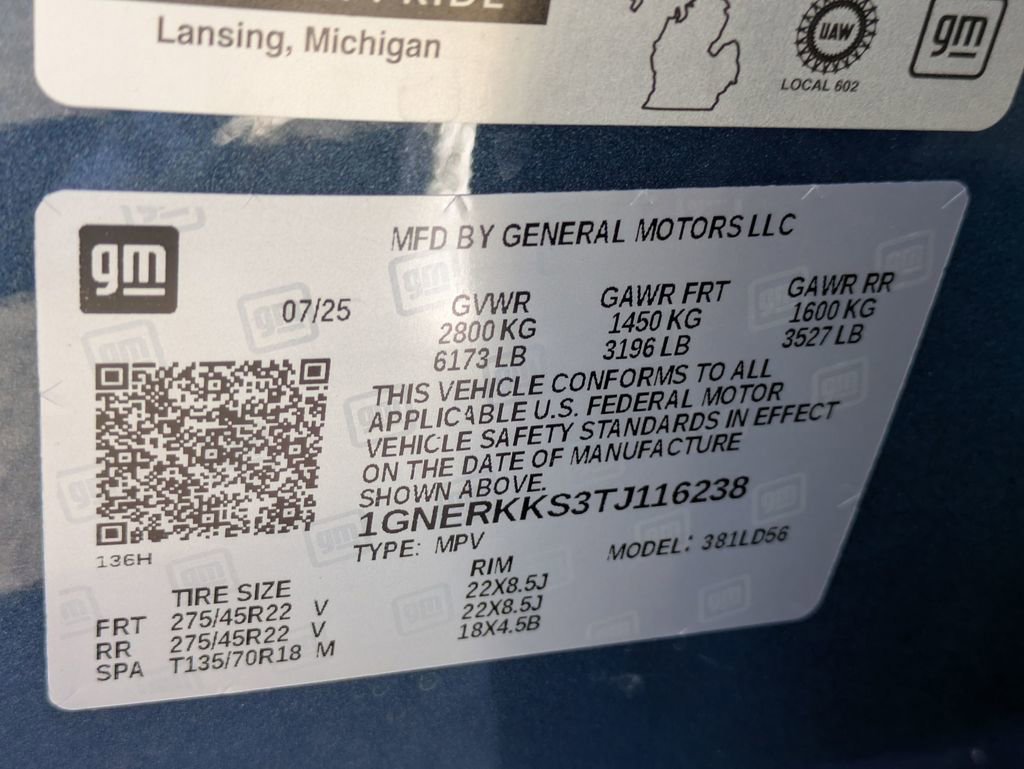 RIDE
Lansing, Michigan
UAW
LOCAL 602
gm
gm
MFD BY GENERAL MOTORS LLC
07/25
GVWR GAWR FRT GAWR RR
2800 KG 1450 KG 1600 KG
6173 LB 3196 LB 3527 LB
THIS VEHICLE CONFORMS TO ALL
APPLICABLE U.S. FEDERAL MOTOR
VEHICLE SAFETY STANDARDS IN EFFECT
ON THE DATE OF MANUFACTURE
SHOWN ABOVE.
1GNERKKS3TJ116238
136H
TYPE: MPV MODEL: 381LD56
TIRE SIZE RIM
FRT 275/45R22 V 22X8.5J
RR 275/45R22 V 22X8.5J
SPA T135/70R18 M 18X4.5B